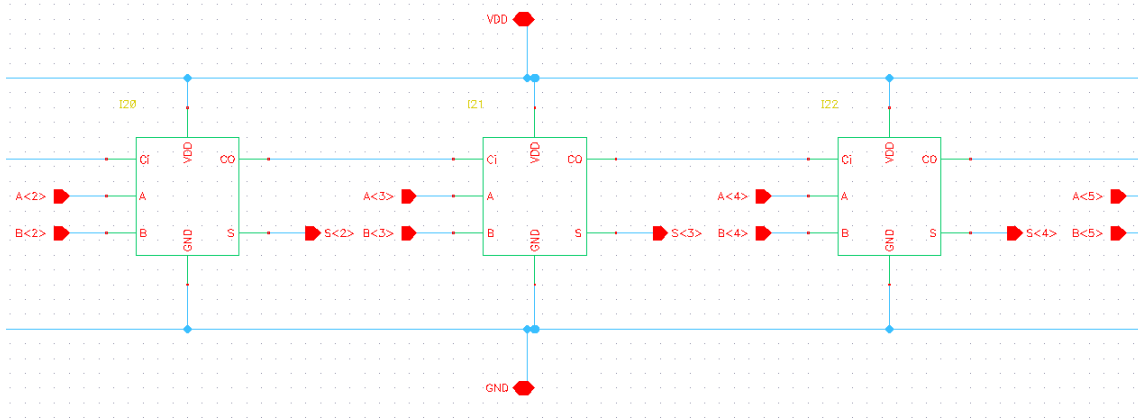 VDD
I20 I21 I22
Ci VDD CO Ci VDD CO Ci VDD CO
A<2> A A<3> A A<4> A A<5>
B<2> B GND S S<2> B<3> B GND S S<3> B<4> B GND S S<4> B<5>
GND